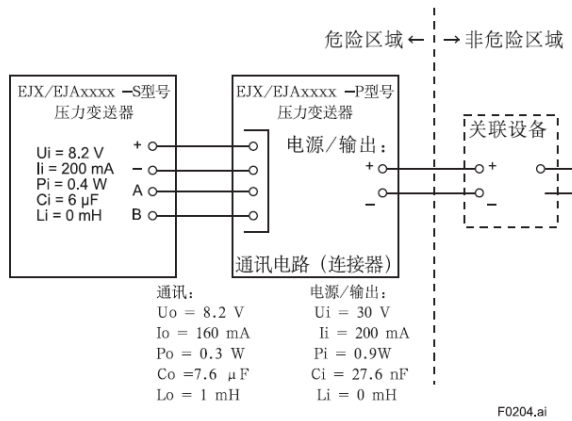 危险区域 ← → 非危险区域
EJX/EJAxxxx －S型号
压力变送器
Ui = 8.2 V
Ii = 200 mA
Pi = 0.4 W
Ci = 6 µF
Li = 0 mH
+
−
A
B
EJX/EJAxxxx －P型号
压力变送器
电源/输出：
+
−
通讯电路（连接器）
关联设备
+
−
通讯：
Uo = 8.2 V
Io = 160 mA
Po = 0.3 W
Co =7.6 μF
Lo = 1 mH
电源/输出：
Ui = 30 V
Ii = 200 mA
Pi = 0.9W
Ci = 27.6 nF
Li = 0 mH
F0204.ai